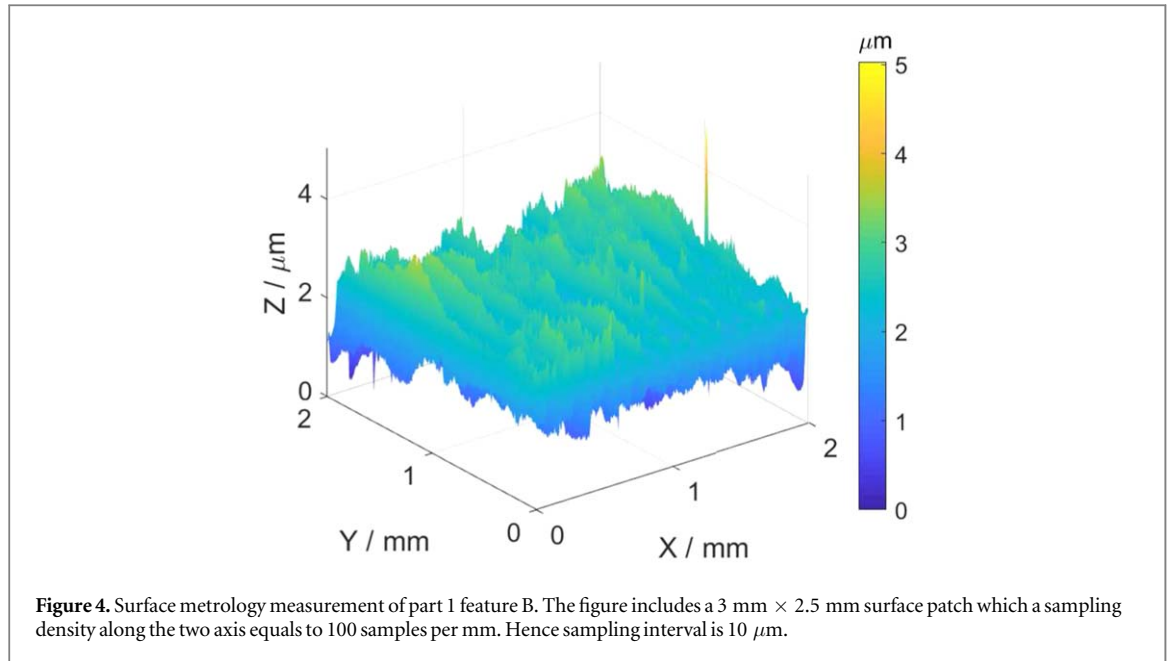 μm
5
4
3
2
1
0
4
2
0
Z / μm
2
1
0
Y / mm
0
1
2
X / mm
Figure 4. Surface metrology measurement of part 1 feature B. The figure includes a 3 mm × 2.5 mm surface patch which a sampling
density along the two axis equals to 100 samples per mm. Hence sampling interval is 10 μm.